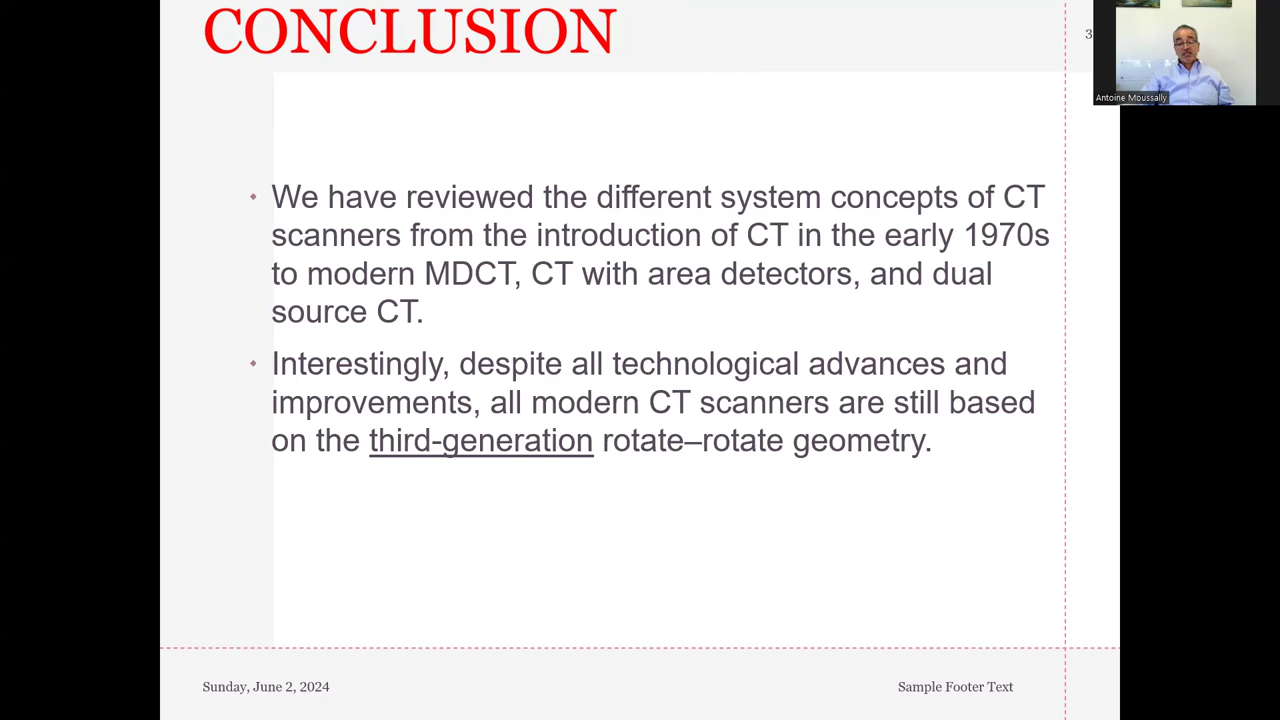 CONCLUSION
3
Antoine Moussally
We have reviewed the different system concepts of CT
scanners from the introduction of CT in the early 1970s
to modern MDCT, CT with area detectors, and dual
source CT.
Interestingly, despite all technological advances and
improvements, all modern CT scanners are still based
on the third-generation rotate–rotate geometry.
Sunday, June 2, 2024
Sample Footer Text